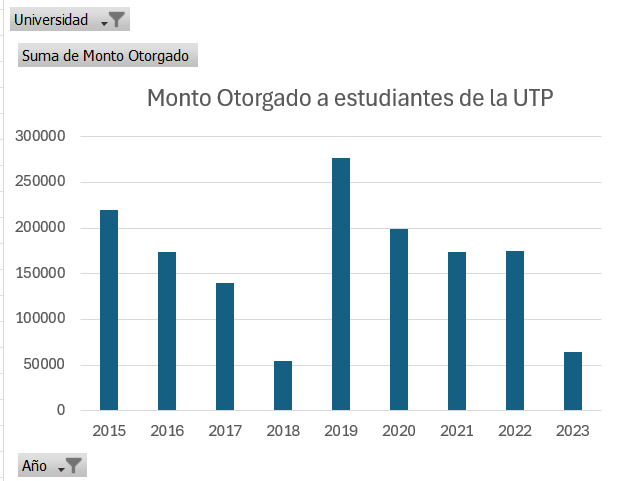 Universidad
Suma de Monto Otorgado
Monto Otorgado a estudiantes de la UTP
300000
250000
200000
150000
100000
50000
0
2015 2016 2017 2018 2019 2020 2021 2022 2023
Año